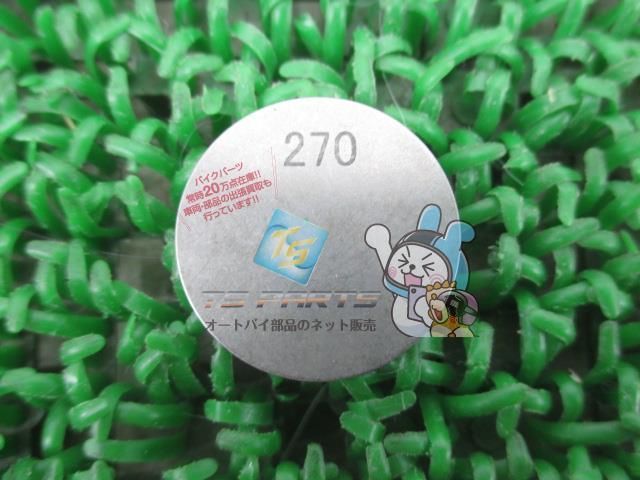 270
バイクパーツ
常時20万点在庫!!
車両・部品の出張買取も
行っています!!
TS
TS PARTS
オートバイ部品のネット販売